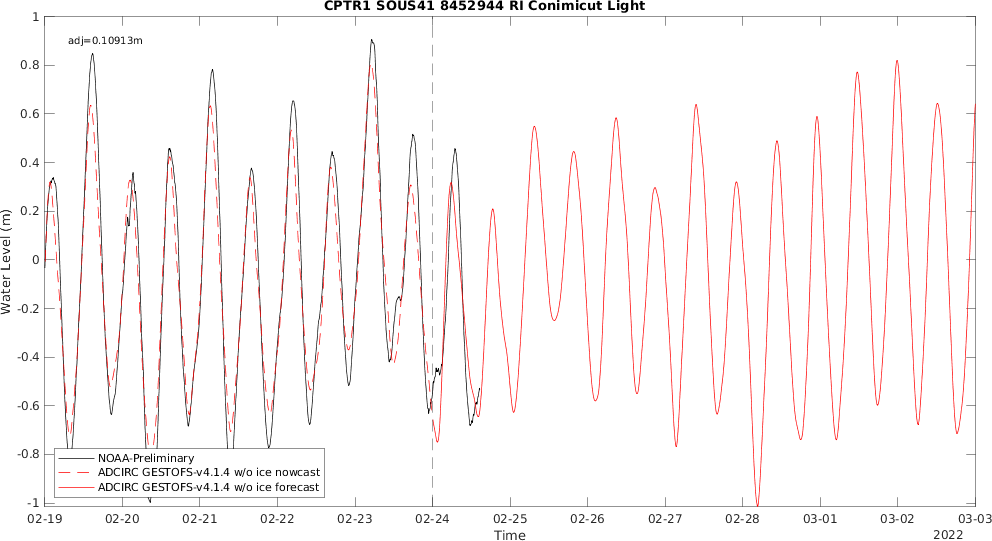 CPTR1 SOUS41 8452944 RI Conimicut Light
adj=0.10913m
Water Level (m)
1
0.8
0.6
0.4
0.2
0
-0.2
-0.4
-0.6
-0.8
-1
NOAA-Preliminary
ADCIRC GESTOFS-v4.1.4 w/o ice nowcast
ADCIRC GESTOFS-v4.1.4 w/o ice forecast
02-19 02-20 02-21 02-22 02-23 02-24 02-25 02-26 02-27 02-28 03-01 03-02 03-03
Time
2022